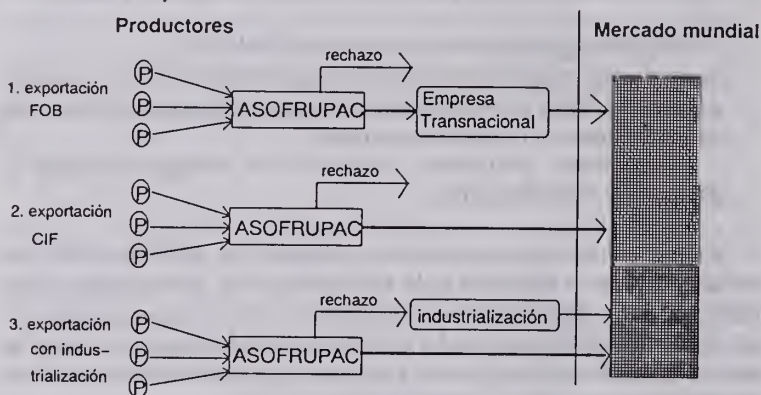 Productores
Mercado mundial
rechazo
1. exportación
FOB
P
P
P
ASOFRUPAC
Empresa
Transnacional
rechazo
2. exportación
CIF
P
P
P
ASOFRUPAC
rechazo
industrialización
3. exportación
con indus-
trialización
P
P
P
ASOFRUPAC